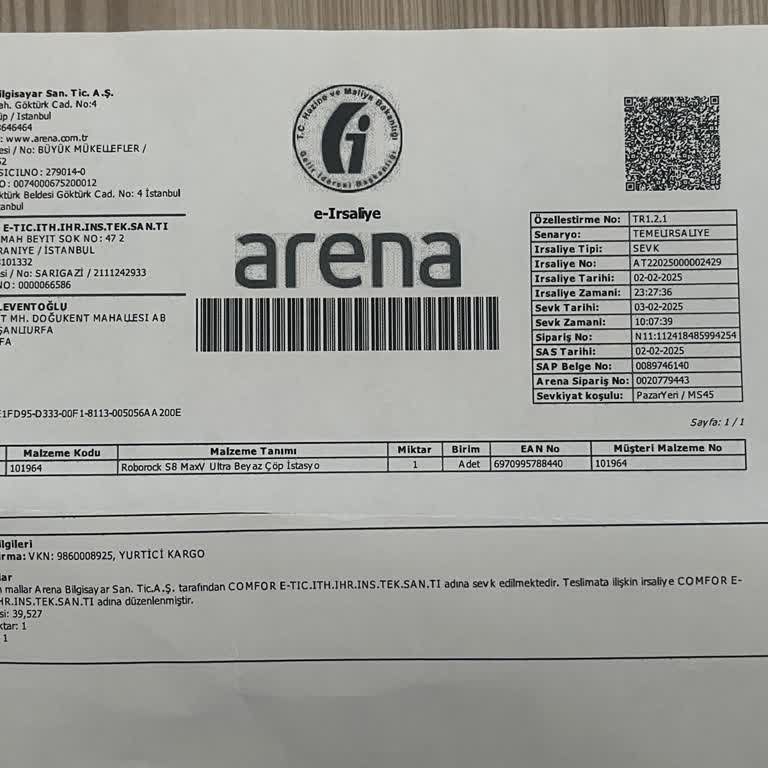 ilgisayar San. Tic. A.Ş.
ah. Göktürk Cad. No:4
üp / Istanbul
646464
: www.arena.com.tr
esi / No: BÜYÜK MÜKELLEFLER /
52
SICILNO : 279014-0
O : 0074000675200012
ktürk Beldesi Göktürk Cad. No: 4 İstanbul
anbul
E-TIC.ITH.IHR.INS.TEK.SAN.TI
MAH BEYIT SOK NO: 47 2
RANIYE / İSTANBUL
3101332
si / No: SARIGAZI / 2111242933
NO : 0000066586
LEVENTOĞLU
T MH. DOĞUKENT MAHALLESI AB
ŞANLIURFA
FA
E1FD95-D333-00F1-8113-005056AA200E
T.C. Hazine ve Maliye Bakanlığı
Gelir İdaresi Başkanlığı
e-Irsaliye
arena
Özellestirme No: TR1.2.1
Senaryo: TEMELIRSALIYE
Irsaliye Tipi: SEVK
Irsaliye No: AT22025000002429
Irsaliye Tarihi: 02-02-2025
Irsaliye Zamani: 23:27:36
Sevk Tarihi: 03-02-2025
Sevk Zamani: 10:07:39
Sipariş No: N11:112418485994254
SAS Tarihi: 02-02-2025
SAP Belge No: 0089746140
Arena Sipariş No: 0020779443
Sevkiyat koşulu: PazarYeri / MS45
Sayfa: 1 / 1
Malzeme Kodu Malzeme Tanımı Miktar Birim EAN No Müşteri Malzeme No
101964 Roborock S8 MaxV Ultra Beyaz Çöp İstasyo 1 Adet 6970995788440 101964
ilgileri
irma: VKN: 9860008925, YURTİCİ KARGO
lar
n mallar Arena Bilgisayar San. Tic.A.Ş. tarafından COMFOR E-TIC.ITH.IHR.INS.TEK.SAN.TI adına sevk edilmektedir. Teslimata ilişkin irsaliye COMFOR E-
HR.INS.TEK.SAN.TI adına düzenlenmiştir.
si: 39,527
ktar: 1
1